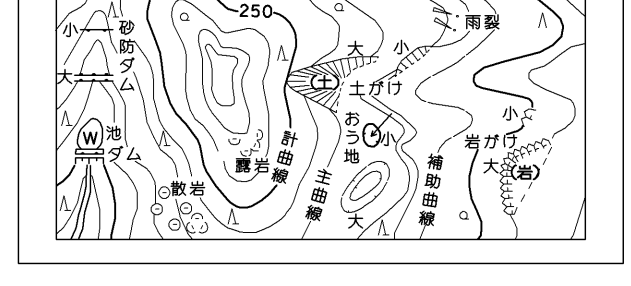 250
小
砂防ダム
大
W
池
ダム
散岩
露岩
計曲線
主曲線
大
小
雨裂
(土)
土がけ
おう地
小
大
補助曲線
小
岩がけ
大
(岩)